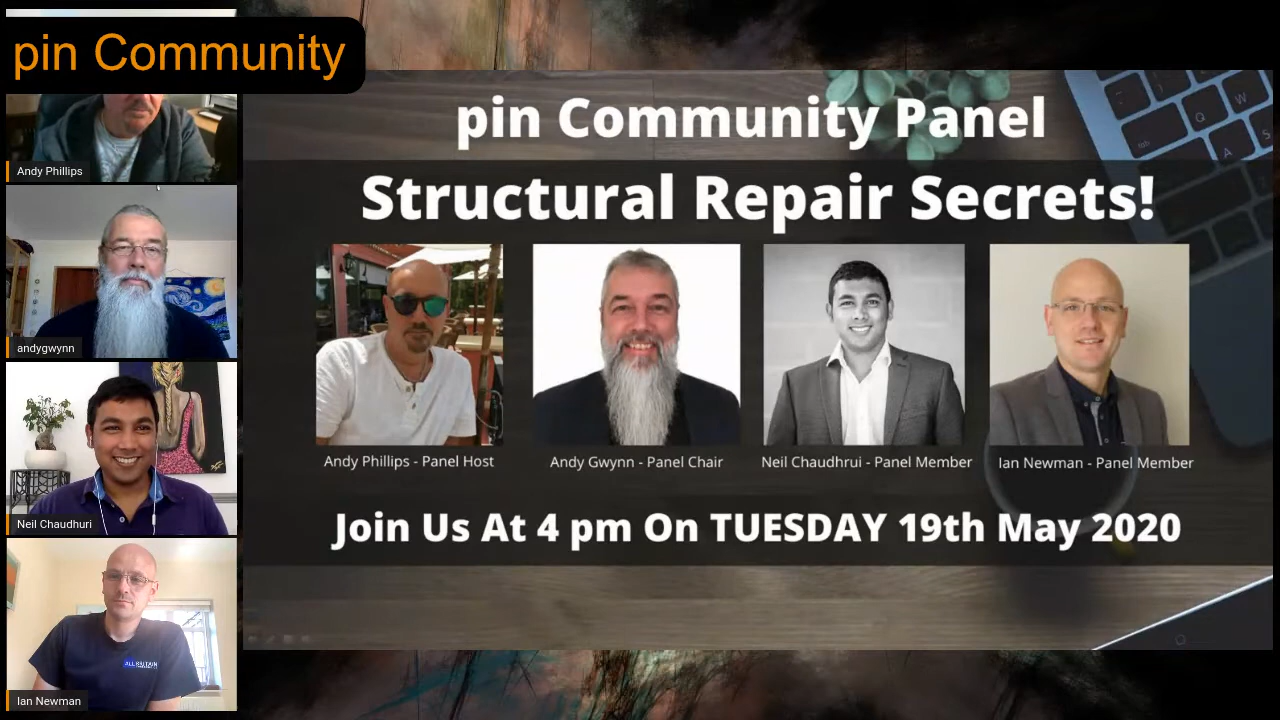 pin Community
Andy Phillips
andygwynn
Neil Chaudhuri
Ian Newman
pin Community Panel
Structural Repair Secrets!
Andy Phillips - Panel Host
Andy Gwynn - Panel Chair
Neil Chaudhrui - Panel Member
Ian Newman - Panel Member
Join Us At 4 pm On TUESDAY 19th May 2020
Q
W
A
S
tab